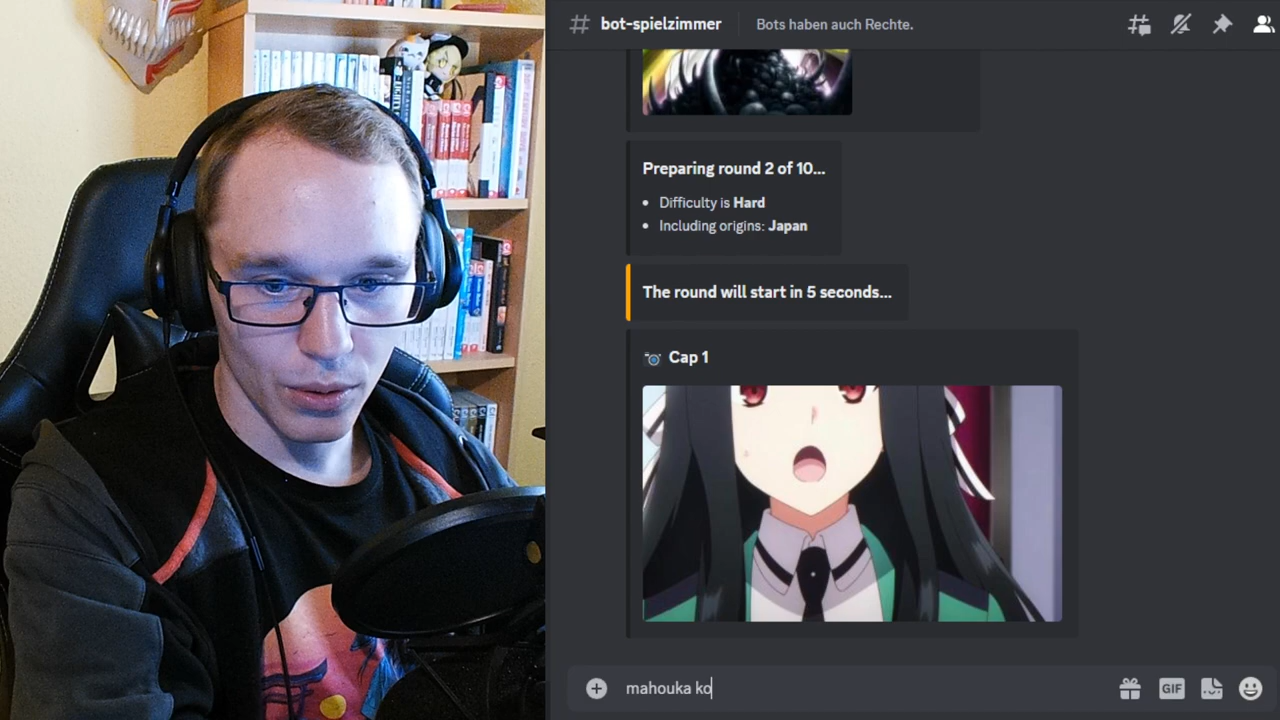 bot-spielzimmer
Bots haben auch Rechte.
Preparing round 2 of 10...
Difficulty is Hard
Including origins: Japan
The round will start in 5 seconds...
Cap 1
mahouka ko
GIF